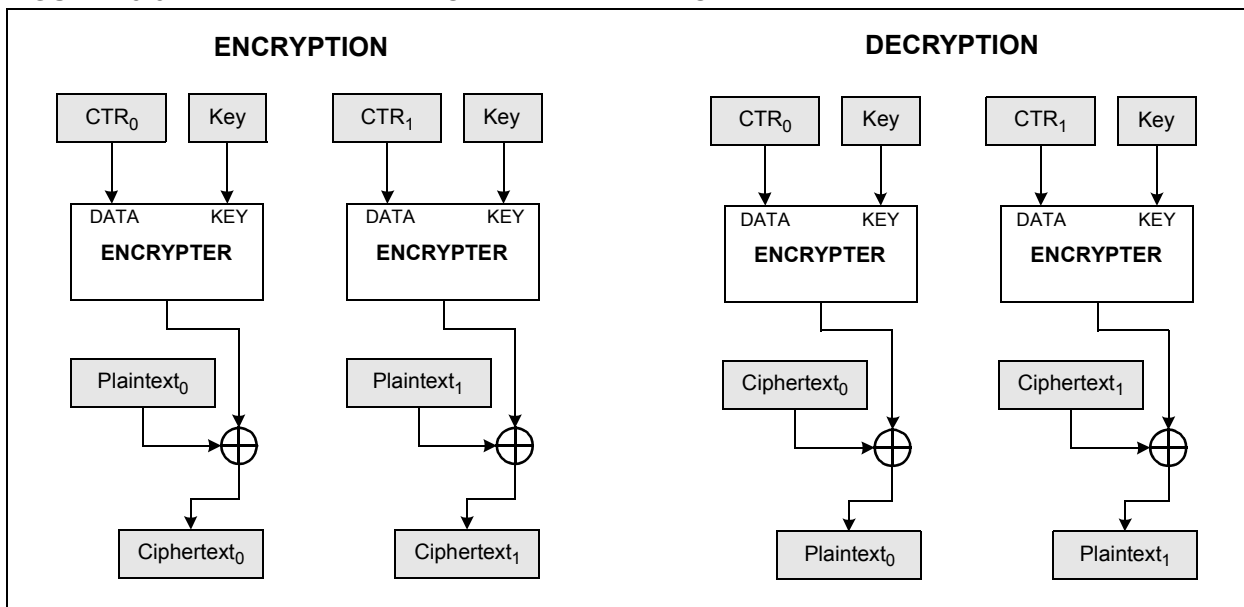 ENCRYPTION
DECRYPTION
CTR₀ Key CTR₁ Key
CTR₀ Key CTR₁ Key
DATA KEY DATA KEY
DATA KEY DATA KEY
ENCRYPTER ENCRYPTER
ENCRYPTER ENCRYPTER
Plaintext₀ Plaintext₁
Ciphertext₀ Ciphertext₁
Ciphertext₀ Ciphertext₁
Plaintext₀ Plaintext₁